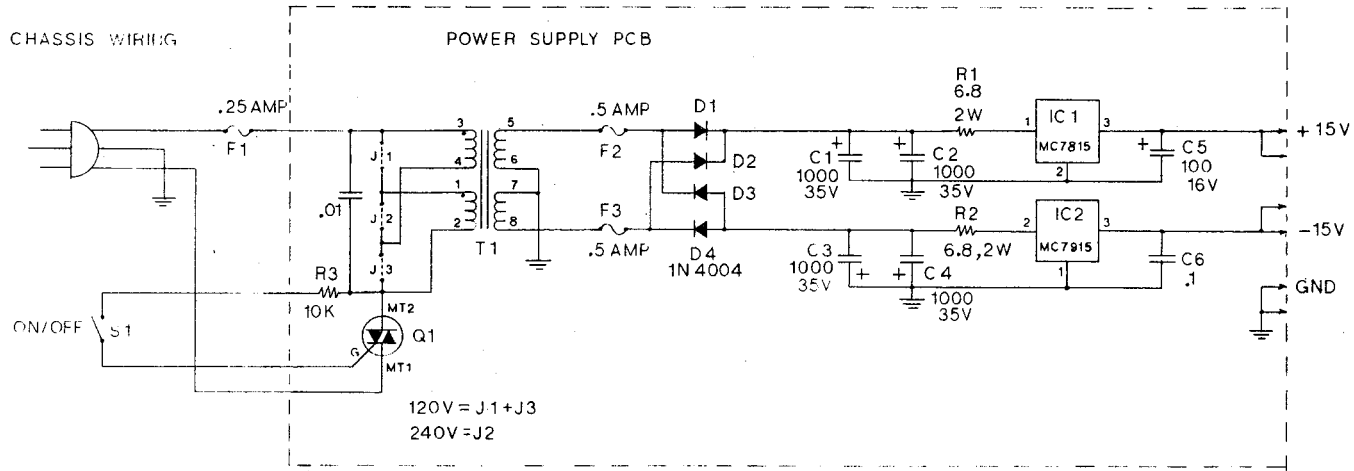 CHASSIS WIRING
POWER SUPPLY PCB
.25 AMP
F1
.01
J 1
J 2
J 3
3
4
1
2
T1
5
6
7
8
.5 AMP
F2
F3
.5 AMP
D1
D2
D3
D4
1N 4004
C1
1000
35V
+
C2
1000
35V
+
R1
6.8
2W
1
IC 1
MC7815
3
2
C5
100
16V
+
+ 15V
C3
1000
35V
+
C4
1000
35V
+
R2
6.8, 2W
2
IC2
MC7915
3
1
C6
.1
-15V
GND
R3
10K
ON/OFF
S1
MT2
Q1
G
MT1
120V = J1 + J3
240V = J2